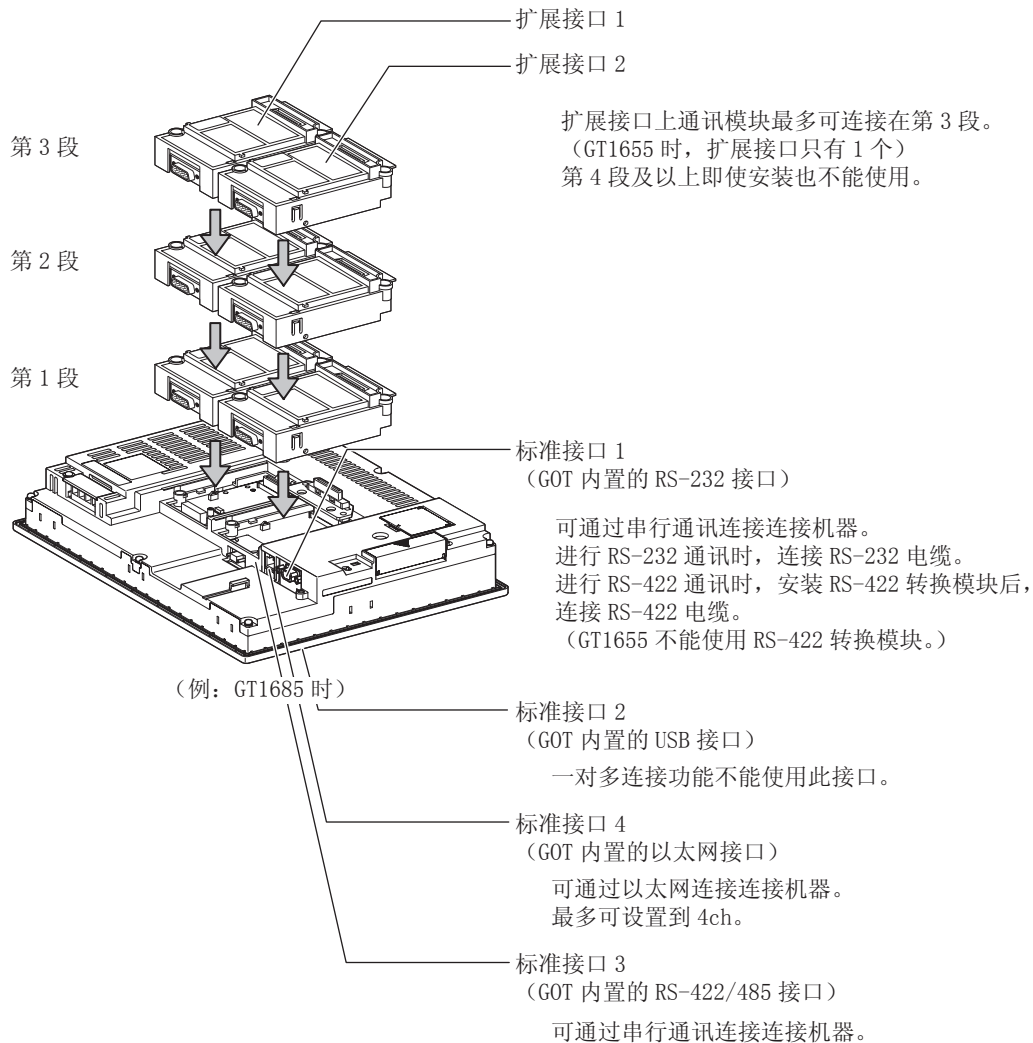 扩展接口 1
扩展接口 2
扩展接口上通讯模块最多可连接在第 3 段。
（GT1655 时，扩展接口只有 1 个）
第 4 段及以上即使安装也不能使用。
第 3 段
第 2 段
第 1 段
标准接口 1
（GOT 内置的 RS-232 接口）
可通过串行通讯连接连接机器。
进行 RS-232 通讯时，连接 RS-232 电缆。
进行 RS-422 通讯时，安装 RS-422 转换模块后，
连接 RS-422 电缆。
（GT1655 不能使用 RS-422 转换模块。）
（例：GT1685 时）
标准接口 2
（GOT 内置的 USB 接口）
一对多连接功能不能使用此接口。
标准接口 4
（GOT 内置的以太网接口）
可通过以太网连接连接机器。
最多可设置到 4ch。
标准接口 3
（GOT 内置的 RS-422/485 接口）
可通过串行通讯连接连接机器。